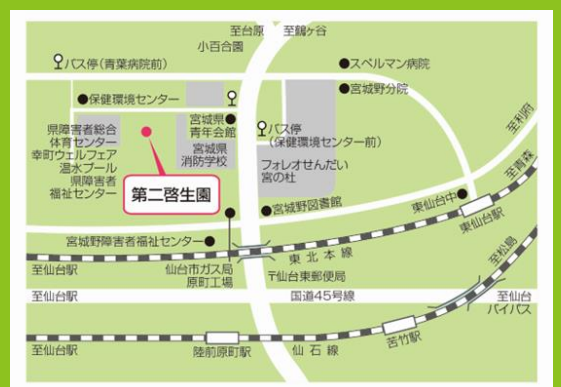 至台原
至鶴ヶ谷
小百合園
バス停(青葉病院前)
スペルマン病院
宮城野分院
保健環境センター
宮城県
青年会館
バス停
(保健環境センター前)
至利府
県障害者総合
体育センター
幸町ウェルフェア
温水プール
県障害者
福祉センター
宮城県
消防学校
フォレオせんだい
宮の杜
至青森
第二啓生園
宮城野図書館
東仙台中
東仙台駅
宮城野障害者福祉センター
東北本線
至松島
至仙台駅
仙台市ガス局
原町工場
〒仙台東郵便局
至仙台駅
国道45号線
至仙台
バイパス
至仙台駅
陸前原町駅
仙石線
苦竹駅